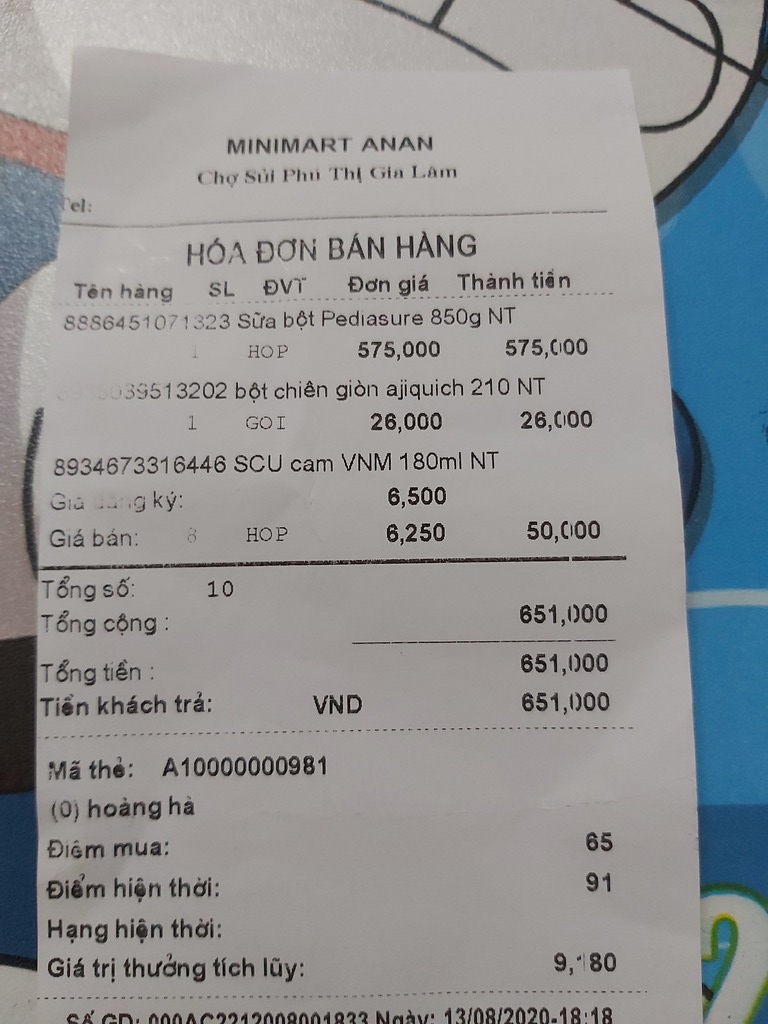 MINIMART ANAN
Chợ Sủi Phú Thị Gia Lâm
Tel:
HÓA ĐƠN BÁN HÀNG
Tên hàng SL ĐVT Đơn giá Thành tiền
8886451071323 Sữa bột Pediasure 850g NT
1 HOP 575,000 575,000
bột chiên giòn ajiquich 210 NT
1 GOI 26,000 26,000
8934673316446 SCU cam VNM 180ml NT
Giá đăng ký: 6,500
Giá bán: 8 HOP 6,250 50,000
Tổng số: 10
Tổng cộng : 651,000
Tổng tiền : 651,000
Tiền khách trả: VND 651,000
Mã thẻ: A10000000981
(0) hoàng hà
Điểm mua: 65
Điểm hiện thời: 91
Hạng hiện thời:
Giá trị thưởng tích lũy: 9,180
Số GD: 000AC2212008001833 Ngày: 13/08/2020-18:18